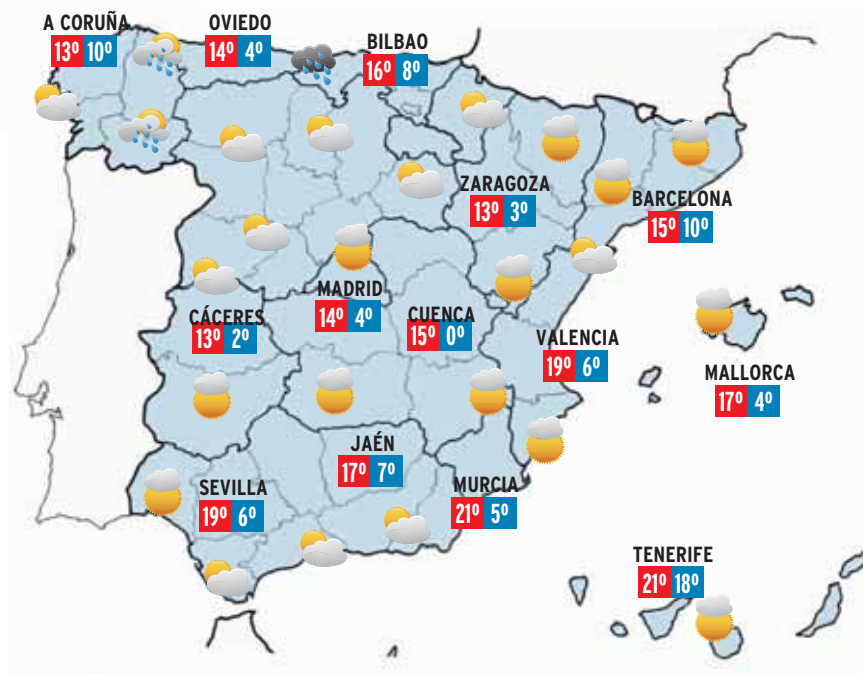 A CORUÑA
13º 10º
OVIEDO
14º 4º
BILBAO
16º 8º
ZARAGOZA
13º 3º
BARCELONA
15º 10º
MADRID
14º 4º
CUENCA
15º 0º
CÁCERES
13º 2º
VALENCIA
19º 6º
MALLORCA
17º 4º
JAÉN
17º 7º
SEVILLA
19º 6º
MURCIA
21º 5º
TENERIFE
21º 18º